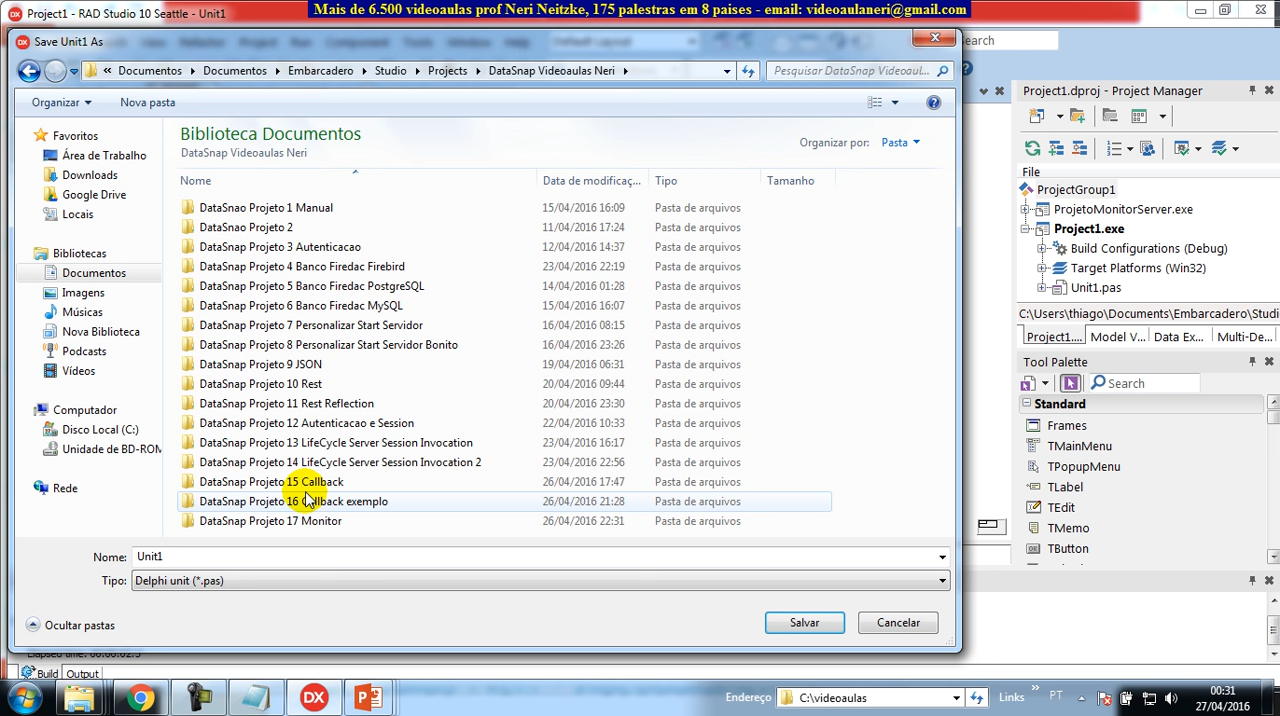 Project1 - RAD Studio 10 Seattle - Unit1
Mais de 6.500 videoaulas prof Neri Neitzke, 175 palestras em 8 paises - email: videoaulaneri@gmail.com
Save Unit1 As
earch
« Documents Documents Embarcadero Studio Projects DataSnap Videoaulas Neri
Pesquisar DataSnap Videoaul...
Organizar Nova pasta
Favoritos
Área de Trabalho
Downloads
Google Drive
Locais
Bibliotecas
Documentos
Imagens
Músicas
Nova Biblioteca
Podcasts
Vídeos
Computador
Disco Local (C:)
Unidade de BD-ROM
Rede
Biblioteca Documentos
DataSnap Videoaulas Neri
Organizar por: Pasta
Nome Data de modificaç... Tipo Tamanho
DataSnao Projeto 1 Manual 15/04/2016 16:09 Pasta de arquivos
DataSnap Projeto 2 11/04/2016 17:24 Pasta de arquivos
DataSnap Projeto 3 Autenticacao 12/04/2016 14:37 Pasta de arquivos
DataSnap Projeto 4 Banco Firedac Firebird 23/04/2016 22:19 Pasta de arquivos
DataSnap Projeto 5 Banco Firedac PostgreSQL 14/04/2016 01:28 Pasta de arquivos
DataSnap Projeto 6 Banco Firedac MySQL 15/04/2016 16:07 Pasta de arquivos
DataSnap Projeto 7 Personalizar Start Servidor 16/04/2016 08:15 Pasta de arquivos
DataSnap Projeto 8 Personalizar Start Servidor Bonito 16/04/2016 23:26 Pasta de arquivos
DataSnap Projeto 9 JSON 19/04/2016 06:31 Pasta de arquivos
DataSnap Projeto 10 Rest 20/04/2016 09:44 Pasta de arquivos
DataSnap Projeto 11 Rest Reflection 20/04/2016 23:30 Pasta de arquivos
DataSnap Projeto 12 Autenticacao e Session 22/04/2016 10:33 Pasta de arquivos
DataSnap Projeto 13 LifeCycle Server Session Invocation 23/04/2016 16:17 Pasta de arquivos
DataSnap Projeto 14 LifeCycle Server Session Invocation 2 23/04/2016 22:56 Pasta de arquivos
DataSnap Projeto 15 Callback 26/04/2016 17:47 Pasta de arquivos
DataSnap Projeto 16 Callback exemplo 26/04/2016 21:28 Pasta de arquivos
DataSnap Projeto 17 Monitor 26/04/2016 22:31 Pasta de arquivos
Nome: Unit1
Tipo: Delphi unit (*.pas)
Ocultar pastas Salvar Cancelar
Project1.dproj - Project Manager
File
ProjectGroup1
ProjetoMonitorServer.exe
Project1.exe
Build Configurations (Debug)
Target Platforms (Win32)
Unit1.pas
C:\Users\thiago\Documents\Embarcadero\Studio
Project1.... Model V... Data Ex... Multi-De...
Tool Palette
Search
Standard
Frames
TMainMenu
TPopupMenu
TLabel
TEdit
TMemo
TButton
Build Output
Endereço C:\videoaulas Links » PT 00:31
27/04/2016